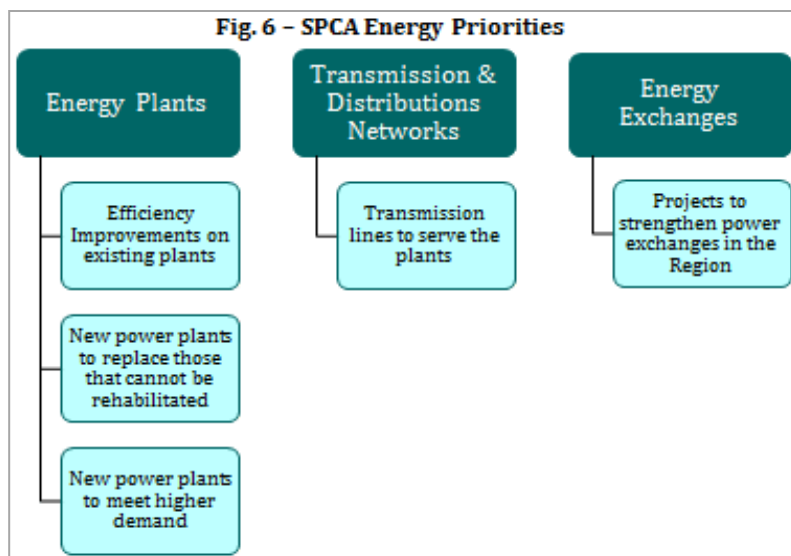 Fig. 6 – SPCA Energy Priorities
Energy Plants
Efficiency
Improvements on
existing plants
New power plants
to replace those
that cannot be
rehabilitated
New power plants
to meet higher
demand
Transmission &
Distributions
Networks
Transmission
lines to serve the
plants
Energy
Exchanges
Projects to
strengthen power
exchanges in the
Region